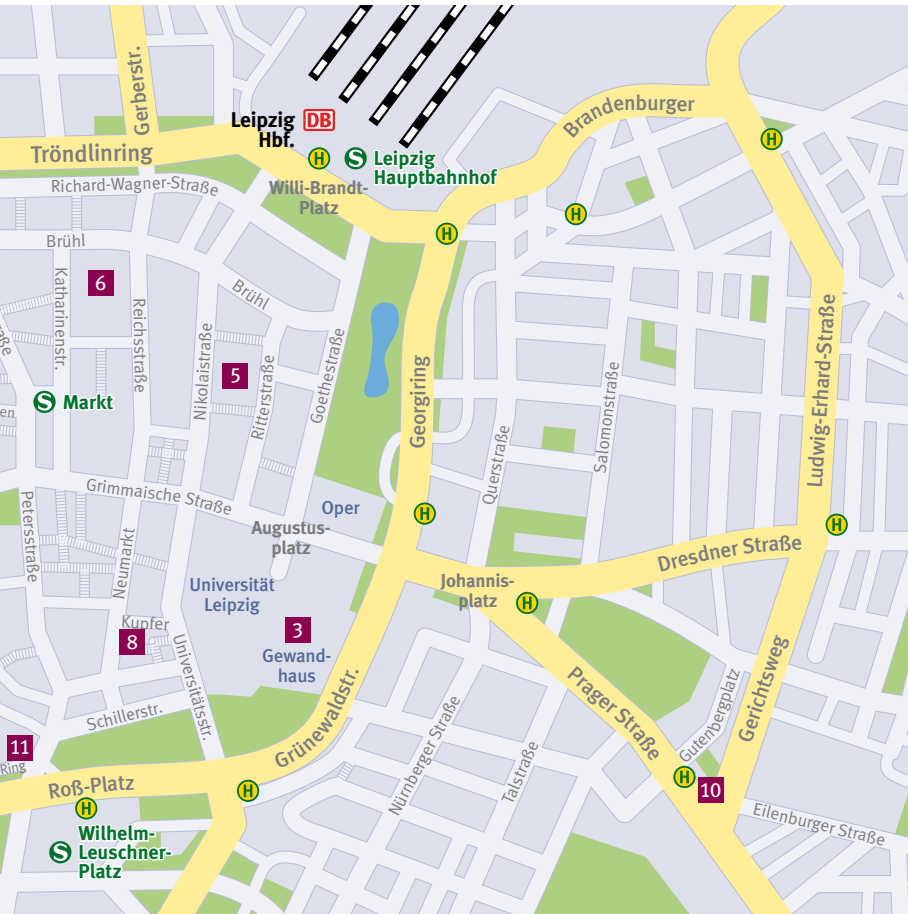 Gerberstr.
Leipzig DB
Hbf.
H
S Leipzig
Hauptbahnhof
Brandenburger
H
Tröndlinring
Willi-Brandt-
Platz
Richard-Wagner-Straße
H
H
Brühl
6
Katharinenstr.
Reichsstraße
Brühl
Nikolaistraße
5
Ritterstraße
Goethestraße
Georgiring
Salomonstraße
Ludwig-Erhard-Straße
S Markt
Querstraße
Grimmaische Straße
Petersstraße
Neumarkt
Oper
H
Augustus-
platz
H
Dresdner Straße
Johannis-
platz
H
Universität
Leipzig
Kupfer
8
3
Gewand-
haus
Universitätsstr.
Schillerstr.
Grünewaldstr.
Nürnberger Straße
Talstraße
Prager Straße
Gutenbergplatz
Gerichtsweg
11
Ring
Roß-Platz
H
H
H
10
Eilenburger Straße
S Wilhelm-
Leuschner-
Platz